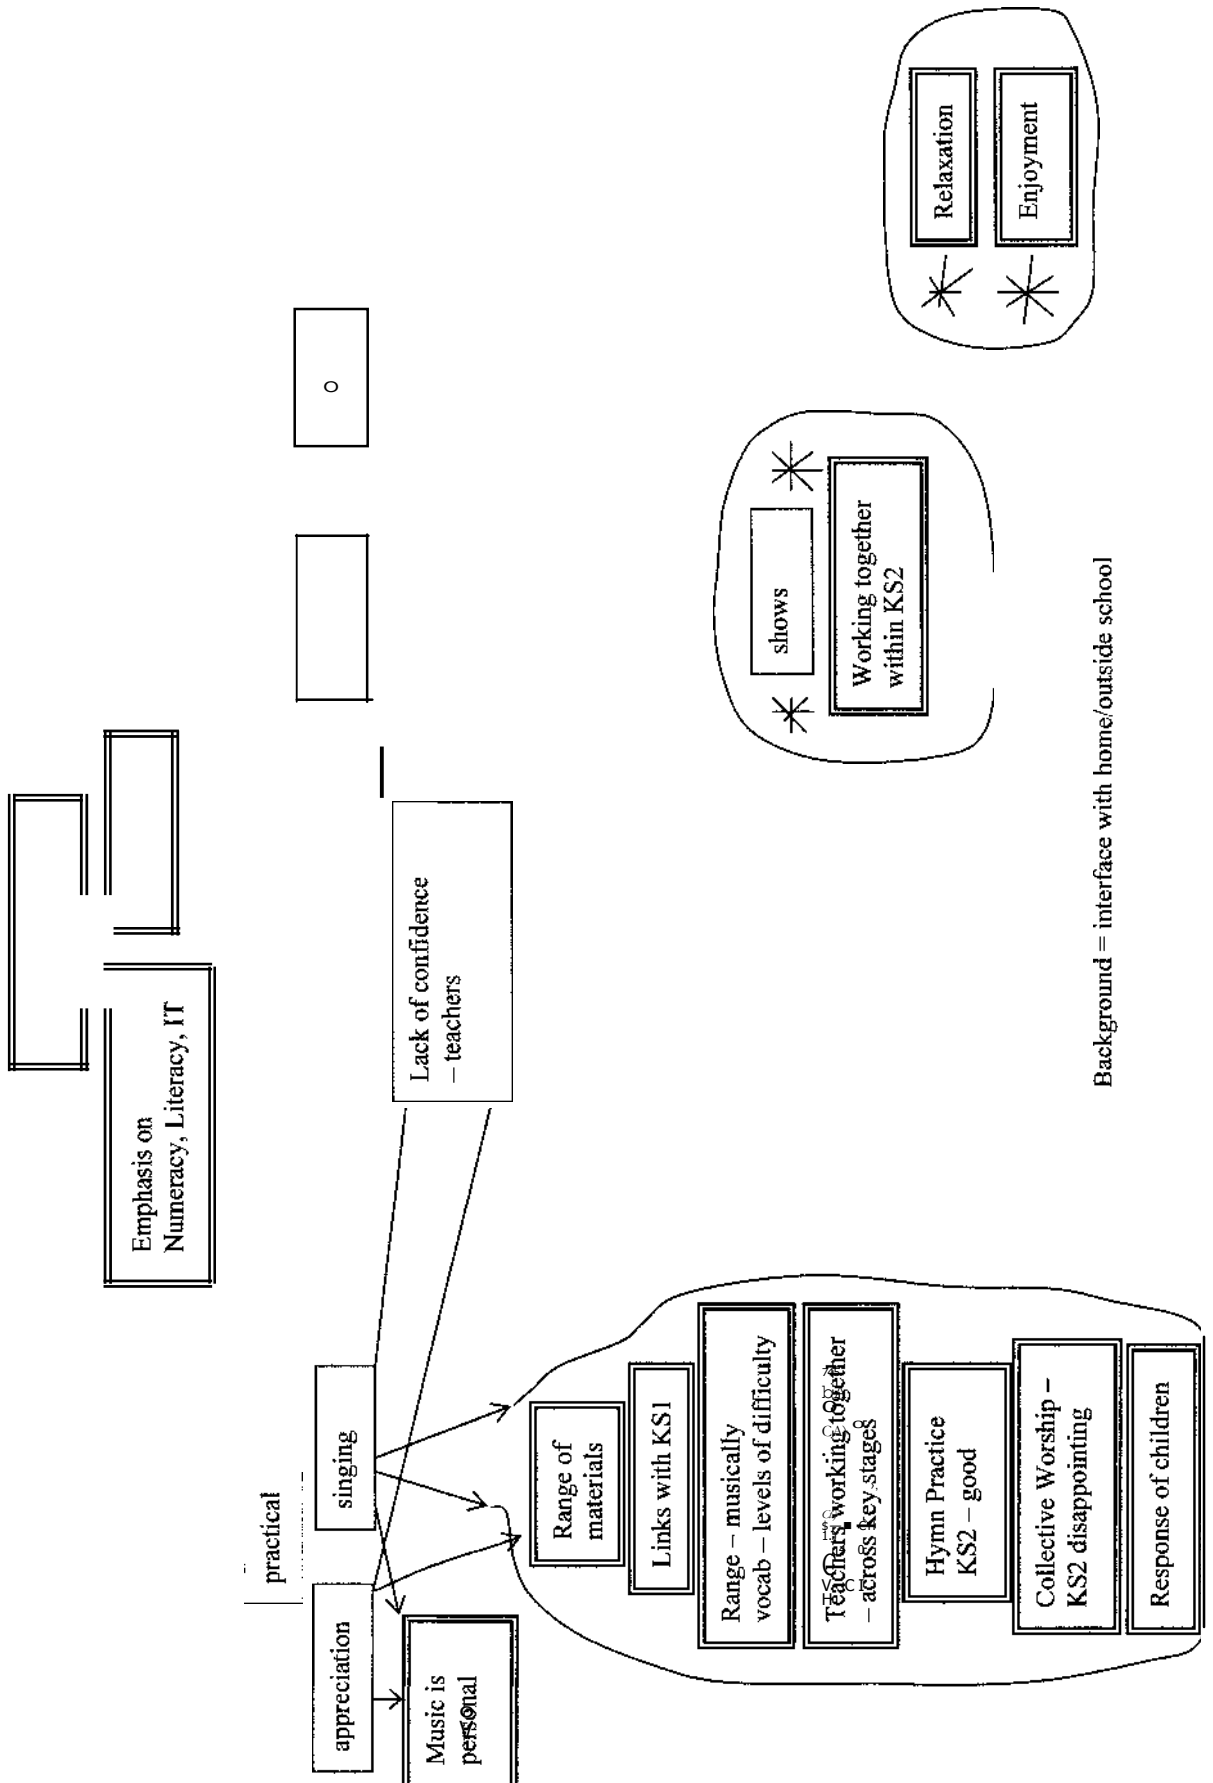 Emphasis on
Numeracy, Literacy, IT
practical
appreciation
singing
Lack of confidence
– teachers
Music is
personal
Range of
materials
Links with KS1
Range – musically
vocab – levels of difficulty
Teachers working together
– across key stages
Hymn Practice
KS2 – good
Collective Worship –
KS2 disappointing
Response of children
shows
Working together
within KS2
Relaxation
Enjoyment
Background = interface with home/outside school